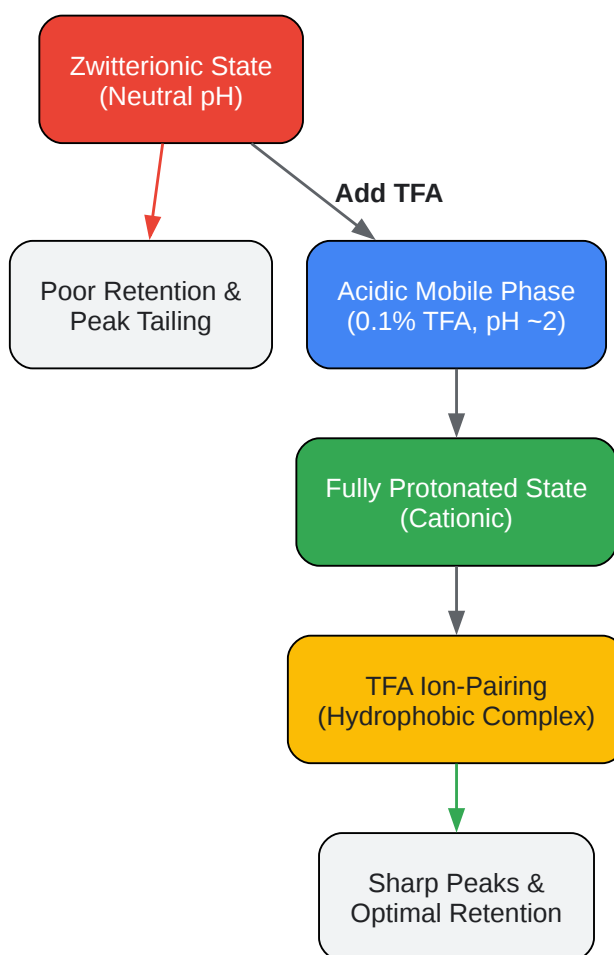 Zwitterionic State
(Neutral pH)
Add TFA
Poor Retention &
Peak Tailing
Acidic Mobile Phase
(0.1% TFA, pH ~2)
Fully Protonated State
(Cationic)
TFA Ion-Pairing
(Hydrophobic Complex)
Sharp Peaks &
Optimal Retention